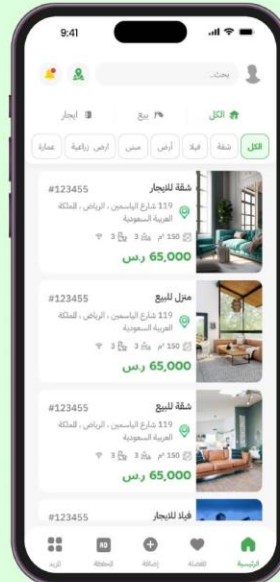 9:41
بحث...
الكل
بيع
ايجار
الكل
شقة
فيلا
أرض
مبنى
ارض زراعية
عمارة
شقة للايجار
#123455
119 شارع الياسمين ، الرياض ، المملكة
العربية السعودية
150 م² 3 3
65,000 ر.س
منزل للبيع
#123455
119 شارع الياسمين ، الرياض ، المملكة
العربية السعودية
150 م² 3 3
65,000 ر.س
شقة للبيع
#123455
119 شارع الياسمين ، الرياض ، المملكة
العربية السعودية
150 م² 3 3
65,000 ر.س
فيلا للايجار
#123455
الرئيسية
المفضلة
إضافة
AD
المحفظة
المزيد